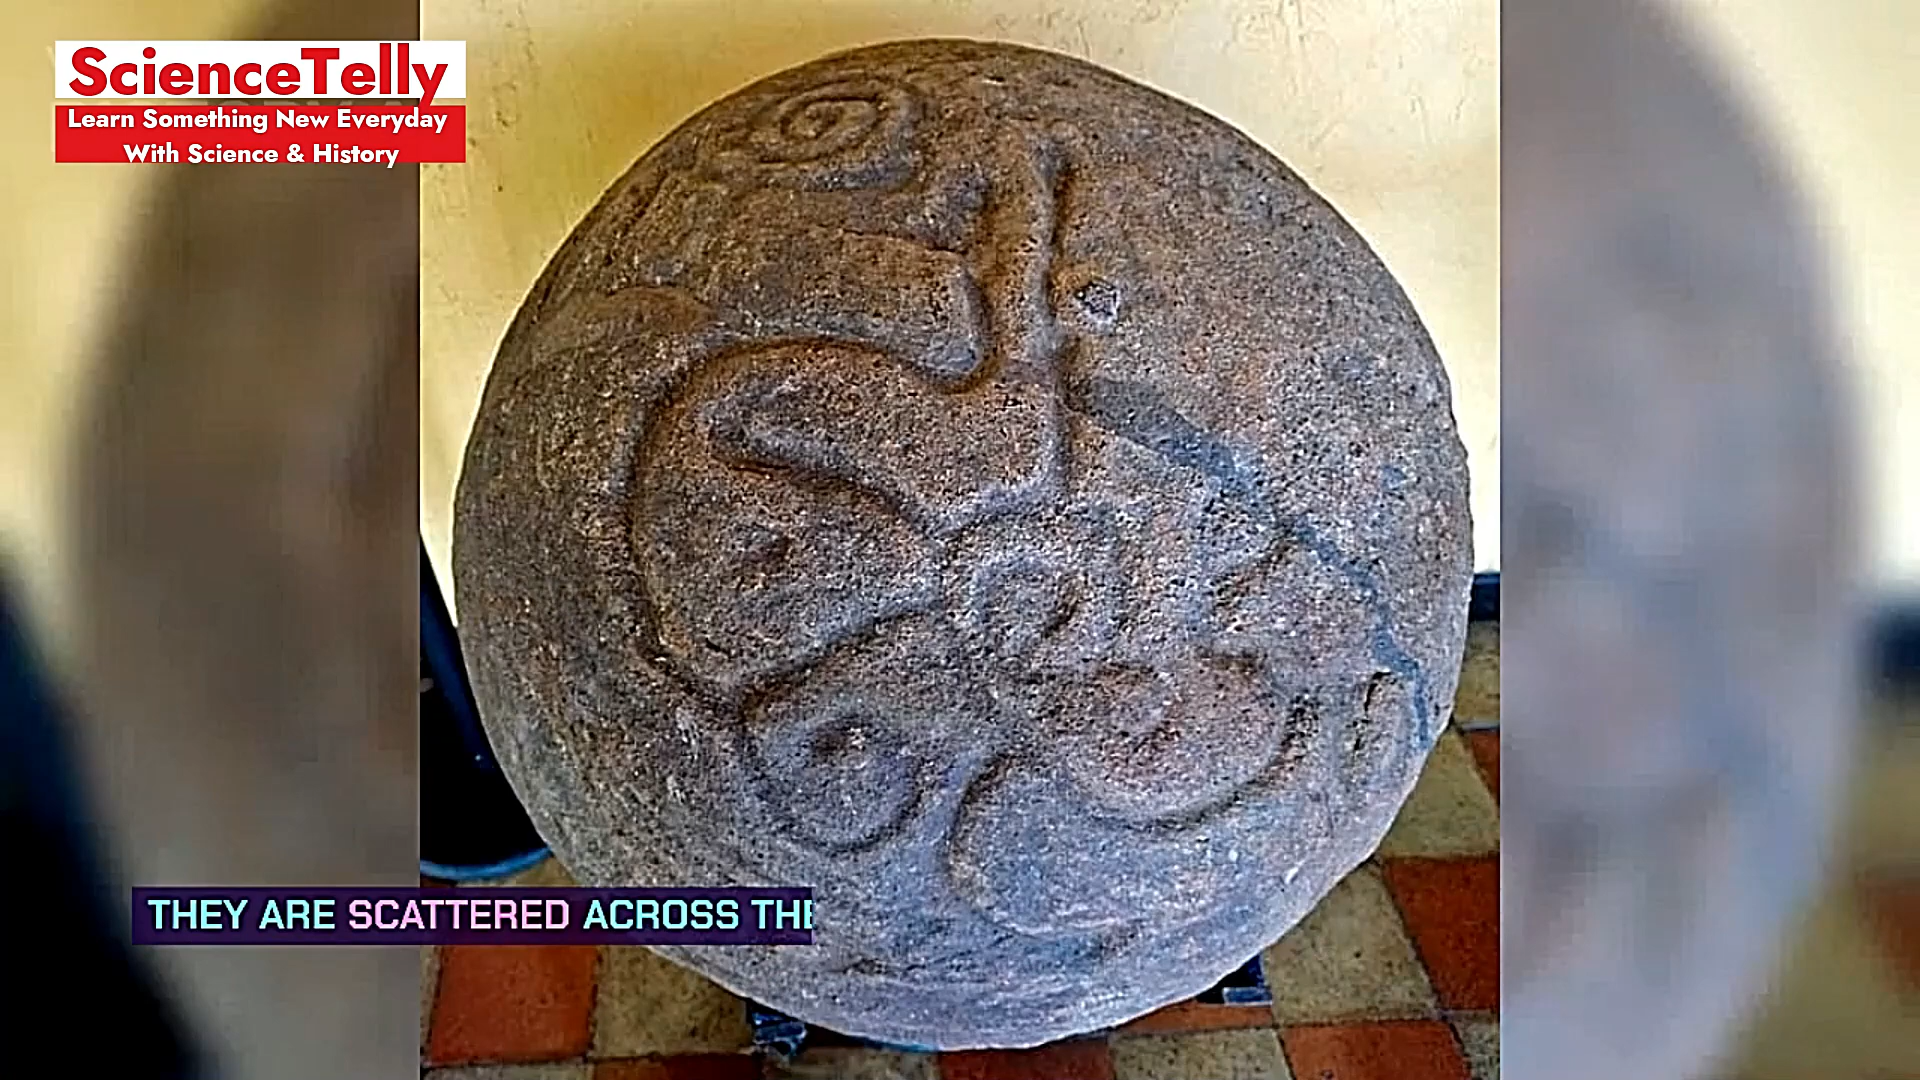 ScienceTelly
Learn Something New Everyday
With Science & History
THEY ARE SCATTERED ACROSS THE